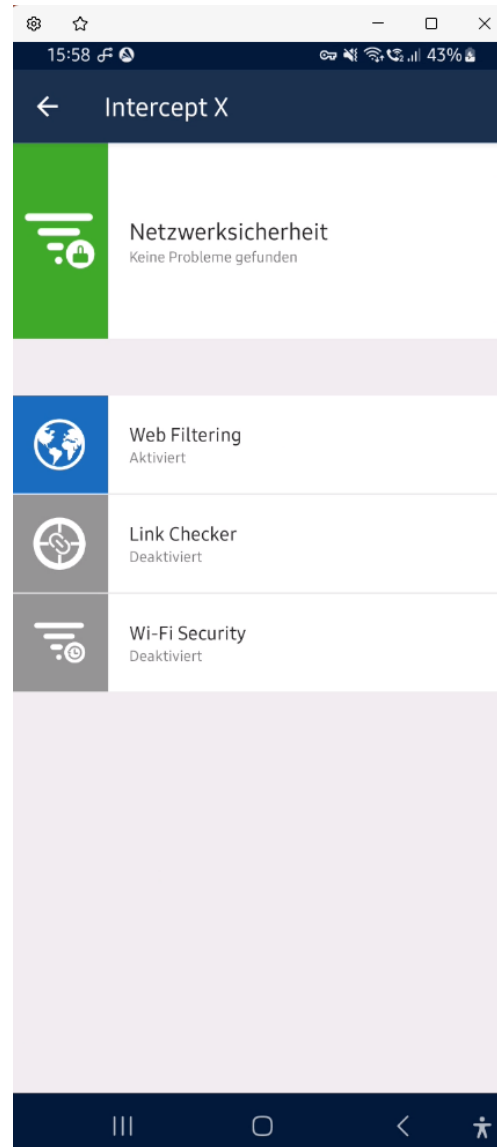 15:58
43%
Intercept X
Netzwerksicherheit
Keine Probleme gefunden
Web Filtering
Aktiviert
Link Checker
Deaktiviert
Wi-Fi Security
Deaktiviert